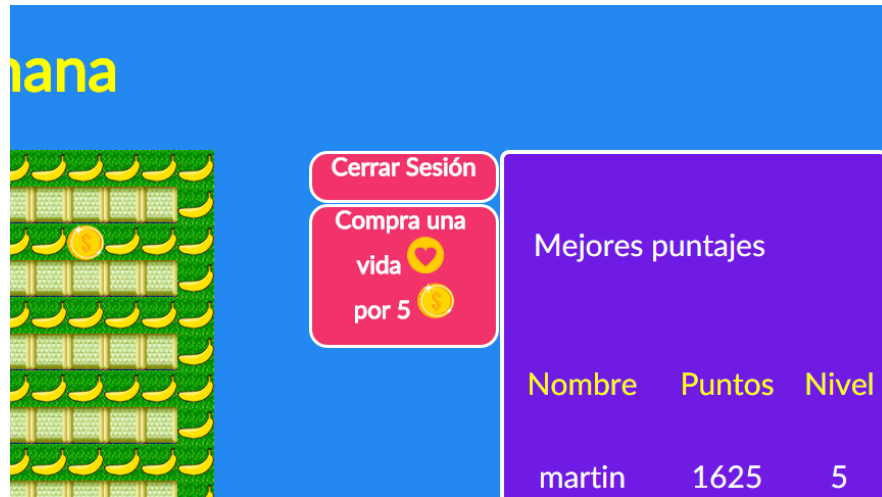 nana
Cerrar Sesión
Compra una
vida
por 5
Mejores puntajes
Nombre Puntos Nivel
martin 1625 5